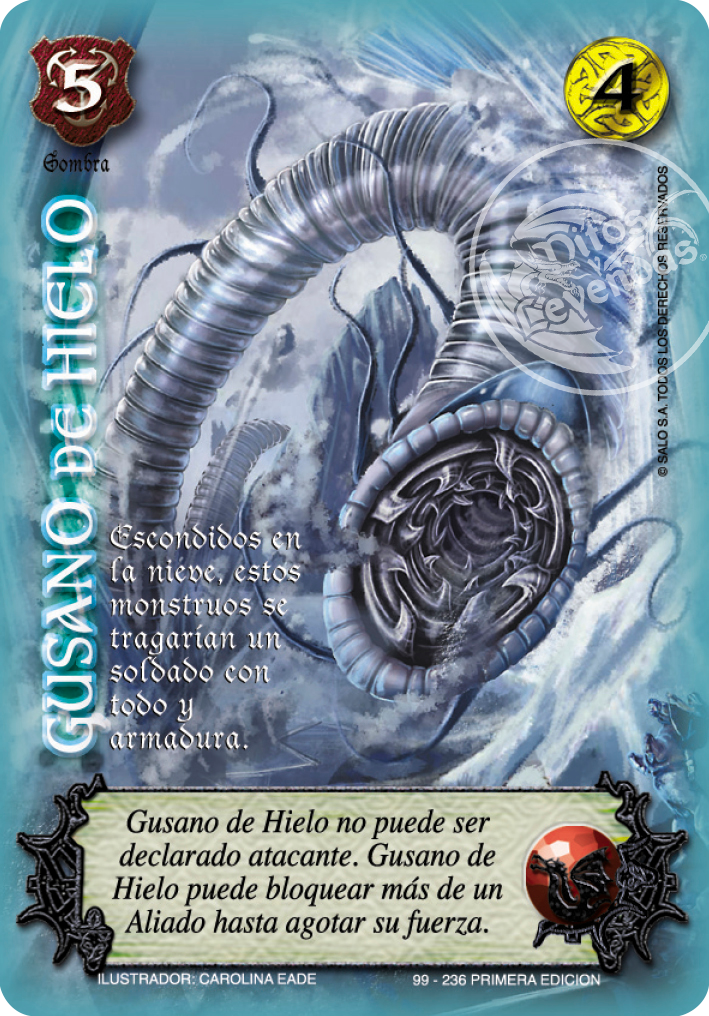 5
4
Sombra
Mitos
y
Leyendas®
© SALO S.A. TODOS LOS DERECHOS RESERVADOS
GUSANO DE HIELO
Escondidos en
la nieve, estos
monstruos se
tragarían un
soldado con
todo y
armadura.
Gusano de Hielo no puede ser
declarado atacante. Gusano de
Hielo puede bloquear más de un
Aliado hasta agotar su fuerza.
ILUSTRADOR: CAROLINA EADE
99 - 236 PRIMERA EDICION